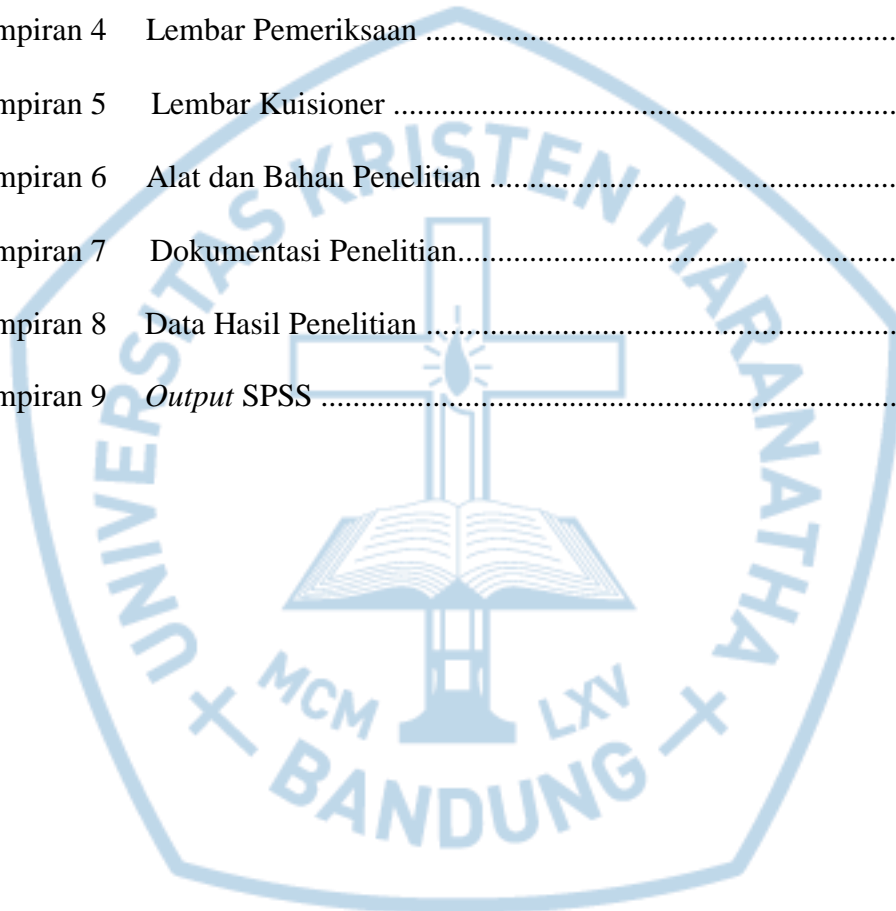 mpiran 4 Lembar Pemeriksaan ..........................................................
mpiran 5 Lembar Kuisioner ..............................................................
mpiran 6 Alat dan Bahan Penelitian ..................................................
mpiran 7 Dokumentasi Penelitian......................................................
mpiran 8 Data Hasil Penelitian ..........................................................
mpiran 9 Output SPSS .......................................................................
UNIVERSITAS KRISTEN MARANATHA
MCM LXV
+ BANDUNG +